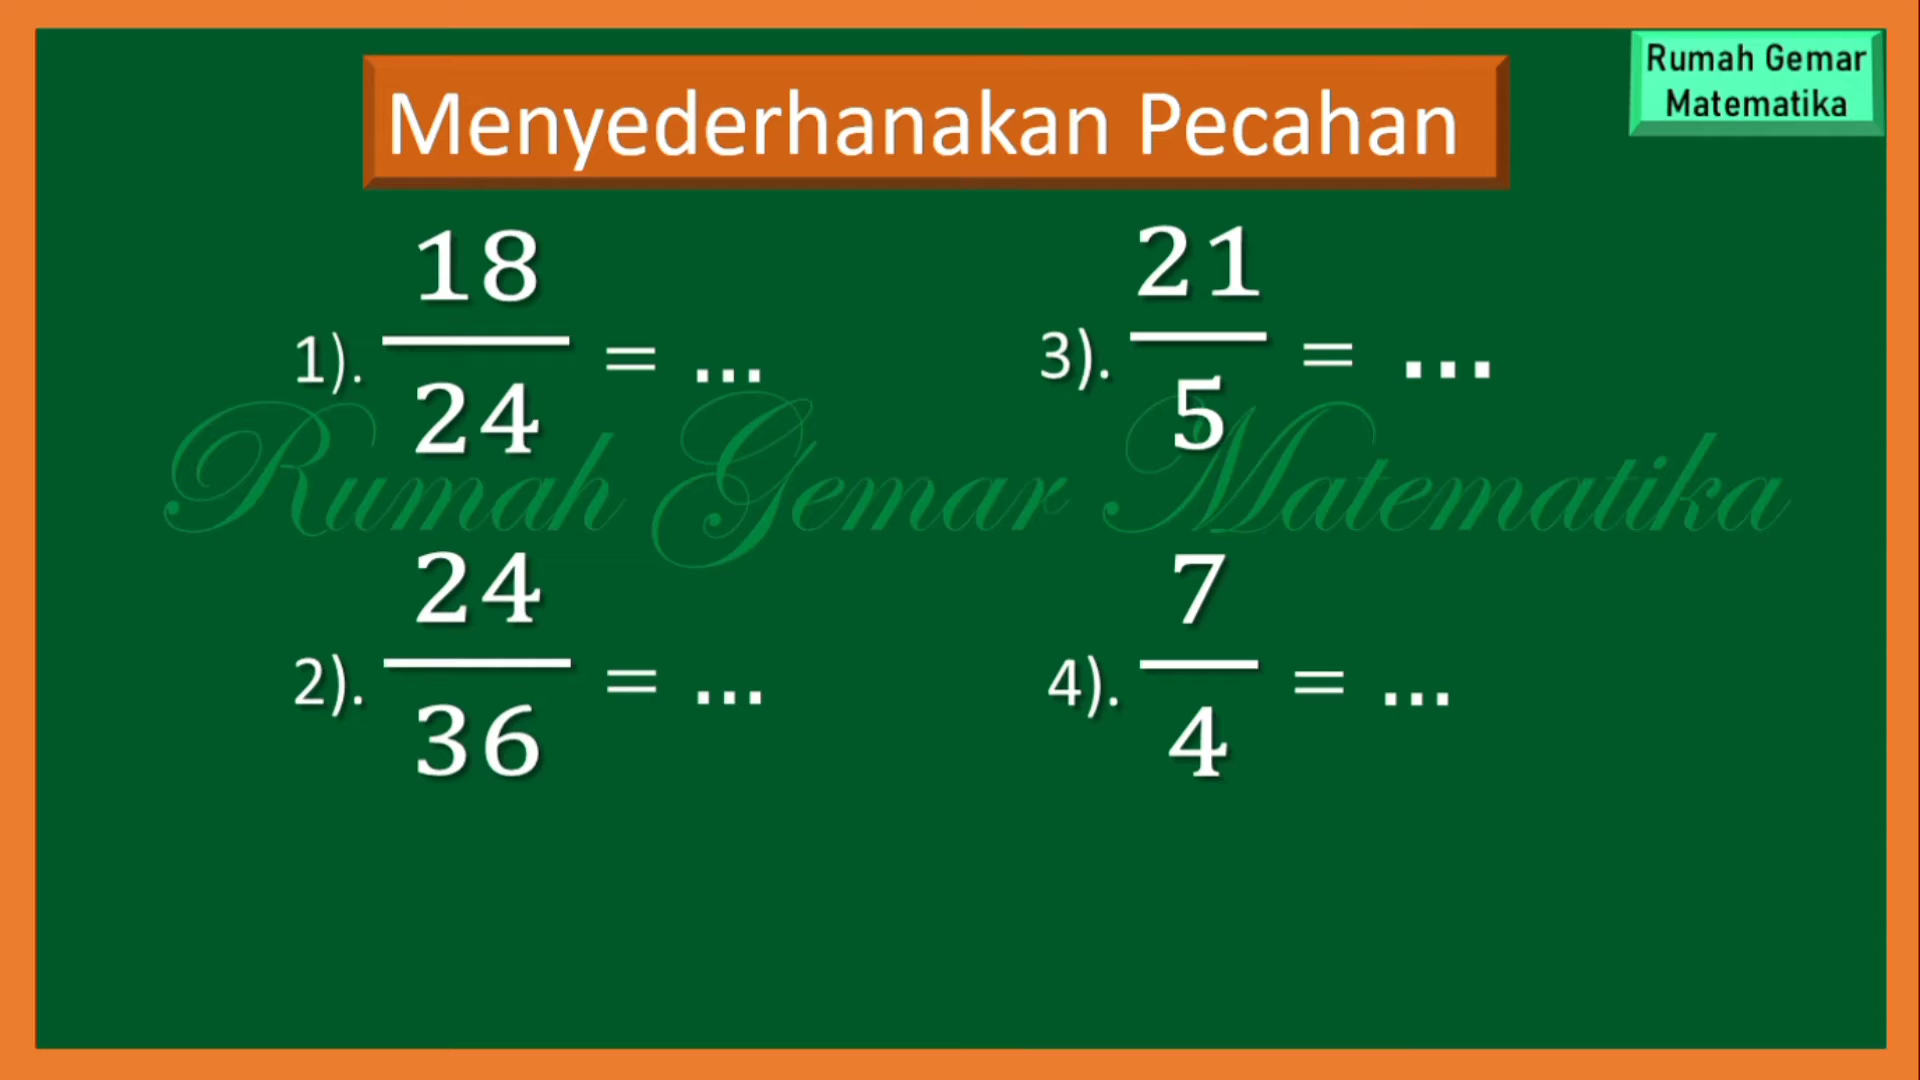 Menyederhanakan Pecahan
Rumah Gemar
Matematika
1). 18/24 = ...
3). 21/5 = ...
Rumah Gemar Matematika
2). 24/36 = ...
4). 7/4 = ...